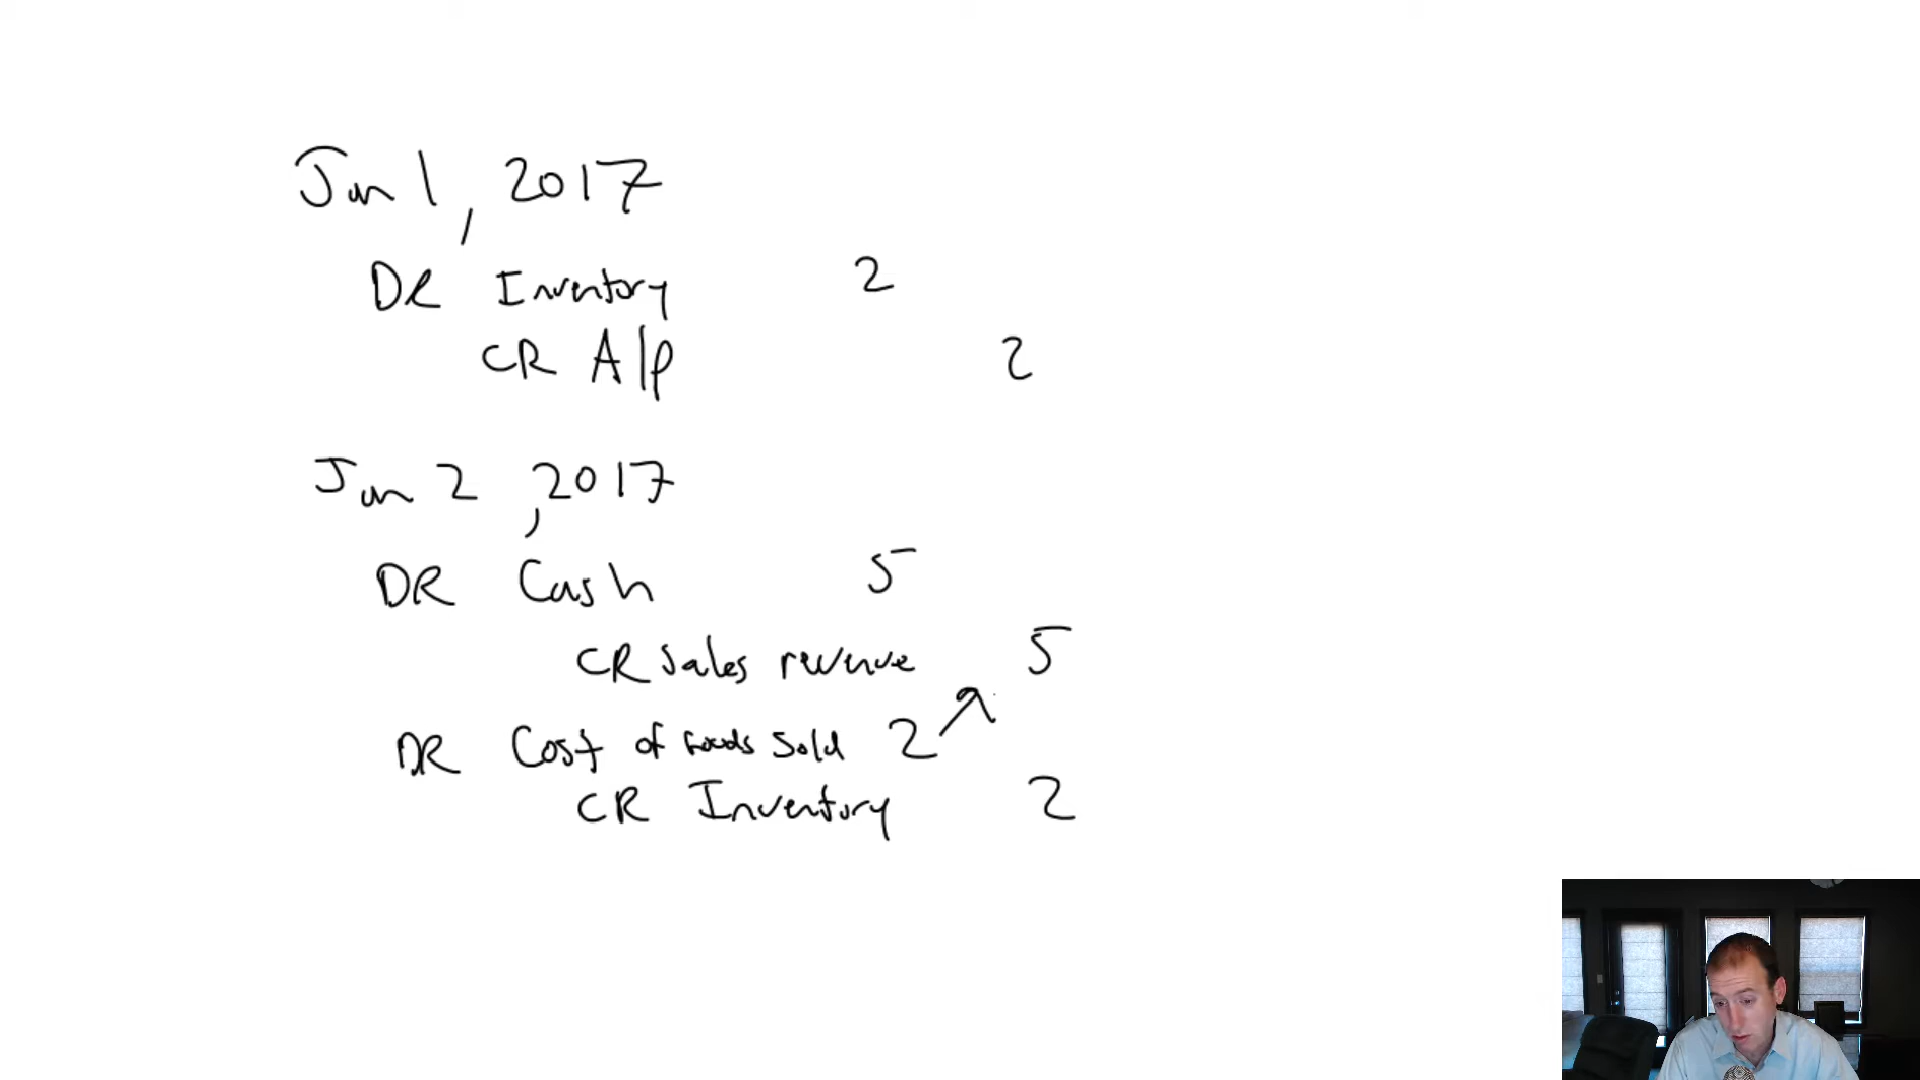 Jan 1, 2017
DR Inventory 2
CR A/P 2
Jan 2, 2017
DR Cash 5
CR Sales revenue 5
DR Cost of Goods Sold 2
CR Inventory 2